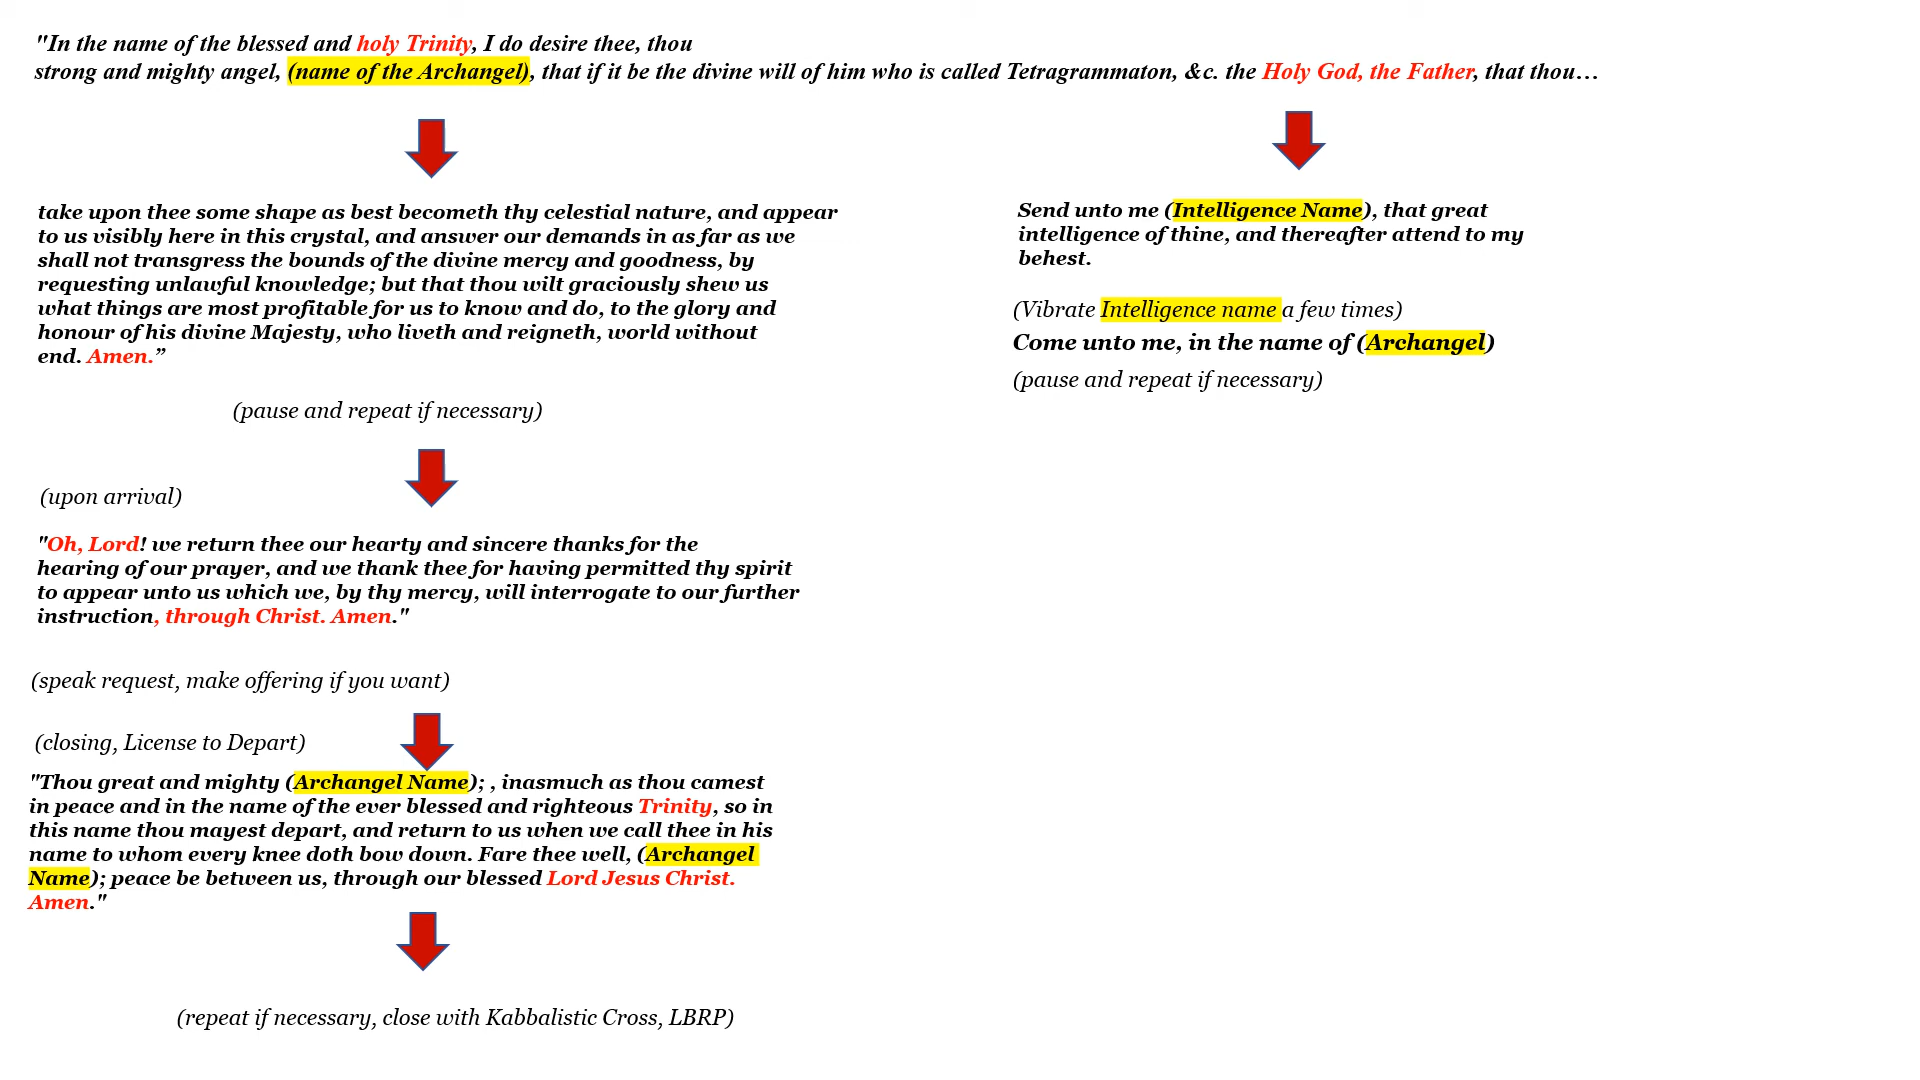 "In the name of the blessed and holy Trinity, I do desire thee, thou
strong and mighty angel, (name of the Archangel), that if it be the divine will of him who is called Tetragrammaton, &c. the Holy God, the Father, that thou…
take upon thee some shape as best becometh thy celestial nature, and appear
to us visibly here in this crystal, and answer our demands in as far as we
shall not transgress the bounds of the divine mercy and goodness, by
requesting unlawful knowledge; but that thou wilt graciously shew us
what things are most profitable for us to know and do, to the glory and
honour of his divine Majesty, who liveth and reigneth, world without
end. Amen.”
(pause and repeat if necessary)
(upon arrival)
"Oh, Lord! we return thee our hearty and sincere thanks for the
hearing of our prayer, and we thank thee for having permitted thy spirit
to appear unto us which we, by thy mercy, will interrogate to our further
instruction, through Christ. Amen."
(speak request, make offering if you want)
(closing, License to Depart)
"Thou great and mighty (Archangel Name); , inasmuch as thou camest
in peace and in the name of the ever blessed and righteous Trinity, so in
this name thou mayest depart, and return to us when we call thee in his
name to whom every knee doth bow down. Fare thee well, (Archangel
Name); peace be between us, through our blessed Lord Jesus Christ.
Amen."
(repeat if necessary, close with Kabbalistic Cross, LBRP)
Send unto me (Intelligence Name), that great
intelligence of thine, and thereafter attend to my
behest.
(Vibrate Intelligence name a few times)
Come unto me, in the name of (Archangel)
(pause and repeat if necessary)